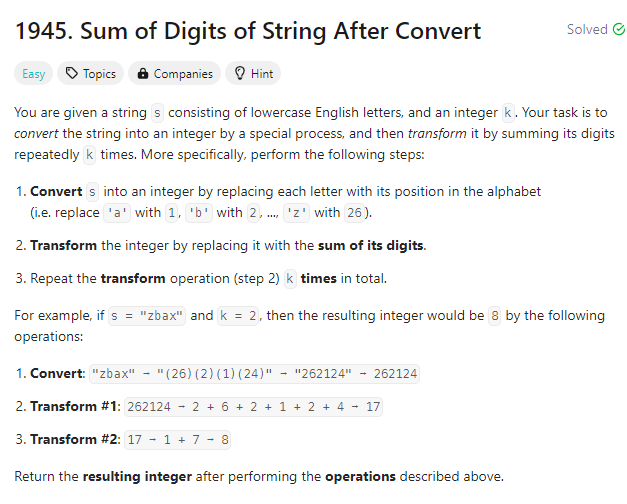 1945. Sum of Digits of String After Convert
Solved
Easy Topics Companies Hint
You are given a string s consisting of lowercase English letters, and an integer k. Your task is to
convert the string into an integer by a special process, and then transform it by summing its digits
repeatedly k times. More specifically, perform the following steps:
1. Convert s into an integer by replacing each letter with its position in the alphabet
(i.e. replace 'a' with 1, 'b' with 2, ..., 'z' with 26).
2. Transform the integer by replacing it with the sum of its digits.
3. Repeat the transform operation (step 2) k times in total.
For example, if s = "zbax" and k = 2, then the resulting integer would be 8 by the following
operations:
1. Convert: "zbax" → "(26)(2)(1)(24)" → "262124" → 262124
2. Transform #1: 262124 → 2 + 6 + 2 + 1 + 2 + 4 → 17
3. Transform #2: 17 → 1 + 7 → 8
Return the resulting integer after performing the operations described above.